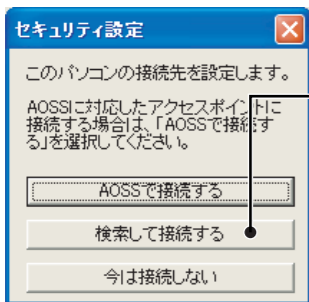 セキュリティ設定
このパソコンの接続先を設定します。
AOSSに対応したアクセスポイントに
接続する場合は、「AOSSで接続す
る」を選択してください。
AOSSで接続する
検索して接続する
今は接続しない